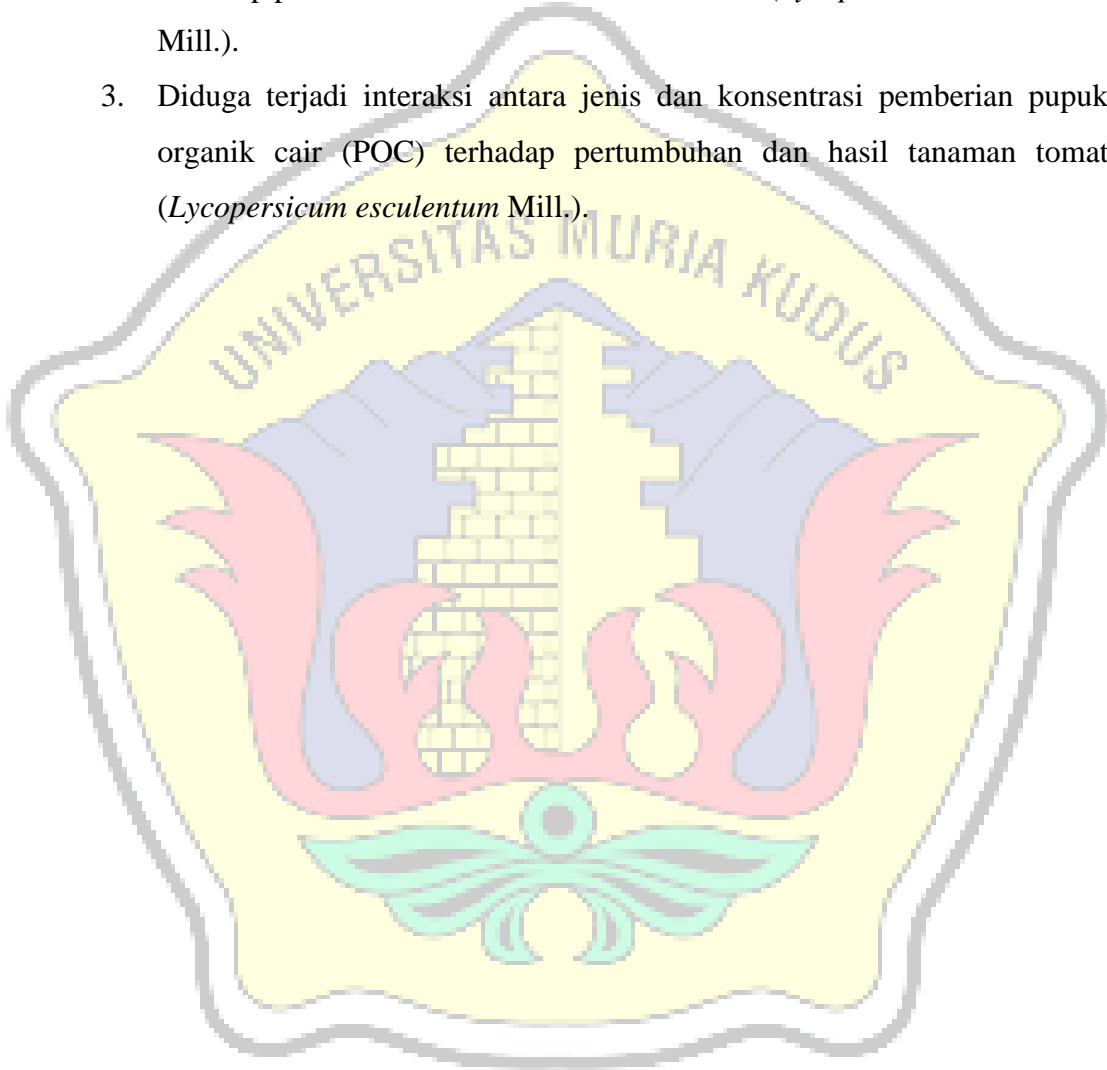 Mill.).
3. Diduga terjadi interaksi antara jenis dan konsentrasi pemberian pupuk
organik cair (POC) terhadap pertumbuhan dan hasil tanaman tomat
(Lycopersicum esculentum Mill.).
UNIVERSITAS MURIA KUDUS